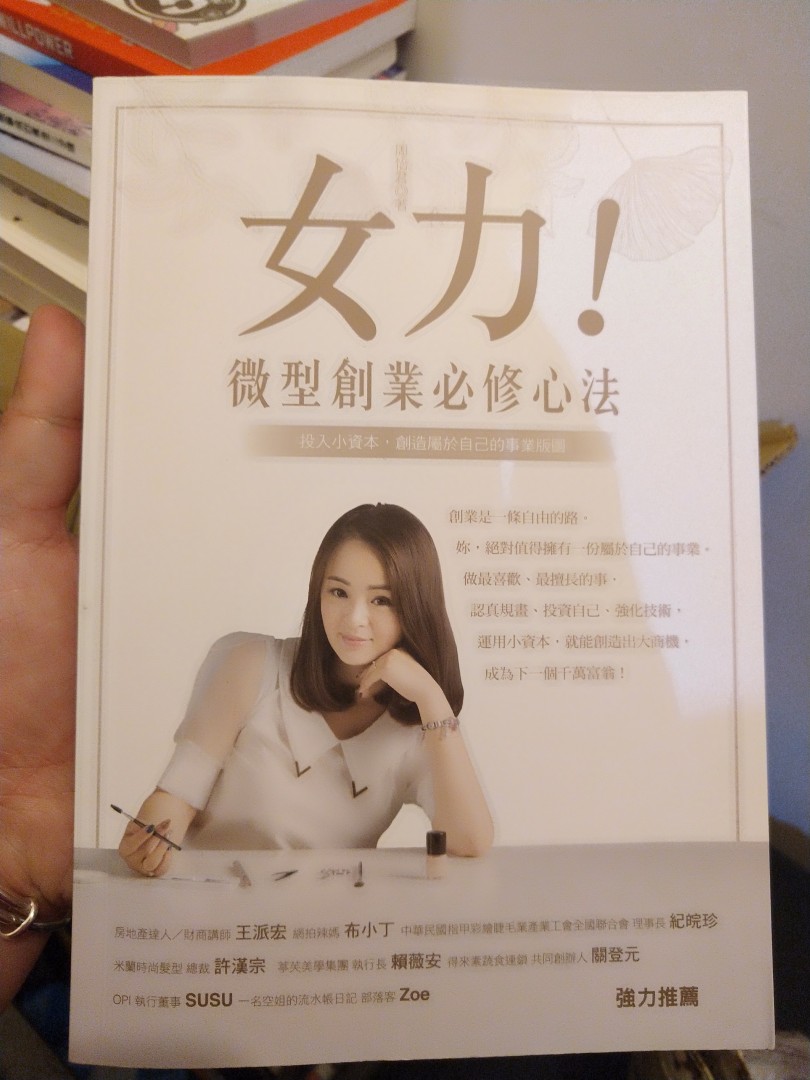 WILLPOWER
女力！
微型創業必修心法
投入小資本，創造屬於自己的事業版圖
創業是一條自由的路，
妳，絕對值得擁有一份屬於自己的事業。
做最喜歡、最擅長的事，
認真規畫、投資自己、強化技術，
運用小資本，就能創造出大商機，
成為下一個千萬富翁！
房地產達人／財商講師 王派宏 網拍辣媽 布小丁 中華民國指甲彩繪睫毛業產業工會全國聯合會 理事長 紀皖珍
米蘭時尚髮型 總裁 許漢宗 菶芙美學集團 執行長 賴薇安 得米素蔬食連鎖 共同創辦人 關登元
OPI 執行董事 SUSU 一名空姐的流水帳日記 部落客 Zoe 強力推薦